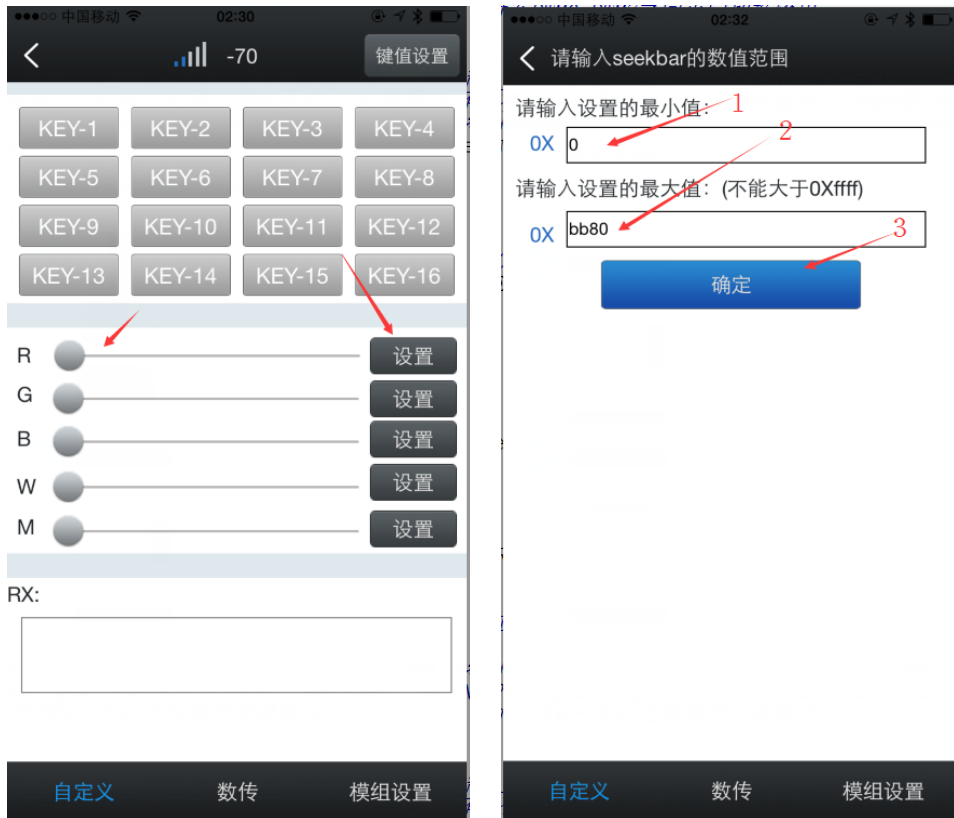 中国移动 02:30
-70 键值设置
KEY-1 KEY-2 KEY-3 KEY-4
KEY-5 KEY-6 KEY-7 KEY-8
KEY-9 KEY-10 KEY-11 KEY-12
KEY-13 KEY-14 KEY-15 KEY-16
R 设置
G 设置
B 设置
W 设置
M 设置
RX:
自定义 数传 模组设置
中国移动 02:32
请输入seekbar的数值范围
请输入设置的最小值: 1
0X 0
2
请输入设置的最大值: (不能大于0Xffff)
0X bb80 3
确定
自定义 数传 模组设置